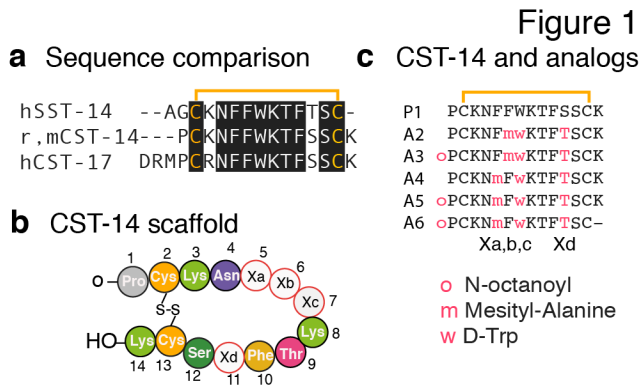 Figure 1
a Sequence comparison
hSST-14 --AGCKNFFWKTFTSC-
r,mCST-14---PCKNFFWKTFSSCK
hCST-17 DRMPCRNFFWKTFSSCK
b CST-14 scaffold
1 2 3 4 5 6
o Pro Cys Lys Asn Xa Xb
Xc 7
S-S
Lys 8
HO Lys Cys Ser Xd Phe Thr
14 13 12 11 10 9
c CST-14 and analogs
P1 PCKNFFWKTFSSCK
A2 PCKNFmwKTFTSCK
A3 oPCKNFmwKTFTSCK
A4 PCKNmFwKTFTSCK
A5 oPCKNmFwKTFTSCK
A6 oPCKNmFwKTFTSC-
Xa,b,c Xd
o N-octanoyl
m Mesityl-Alanine
w D-Trp